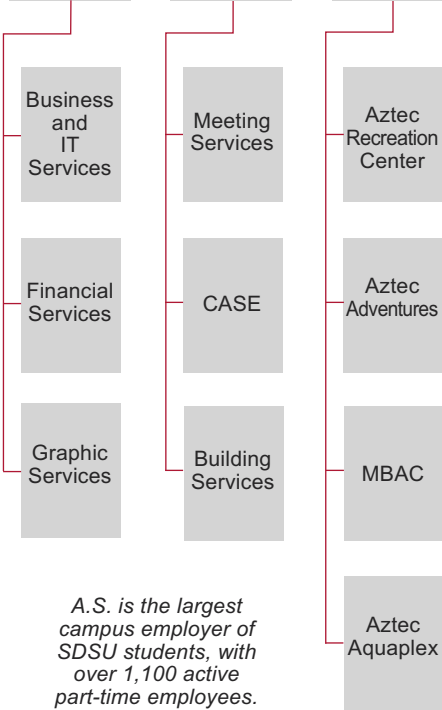 Business
and
IT
Services
Financial
Services
Graphic
Services
Meeting
Services
CASE
Building
Services
Aztec
Recreation
Center
Aztec
Adventures
MBAC
Aztec
Aquaplex
A.S. is the largest
campus employer of
SDSU students, with
over 1,100 active
part-time employees.